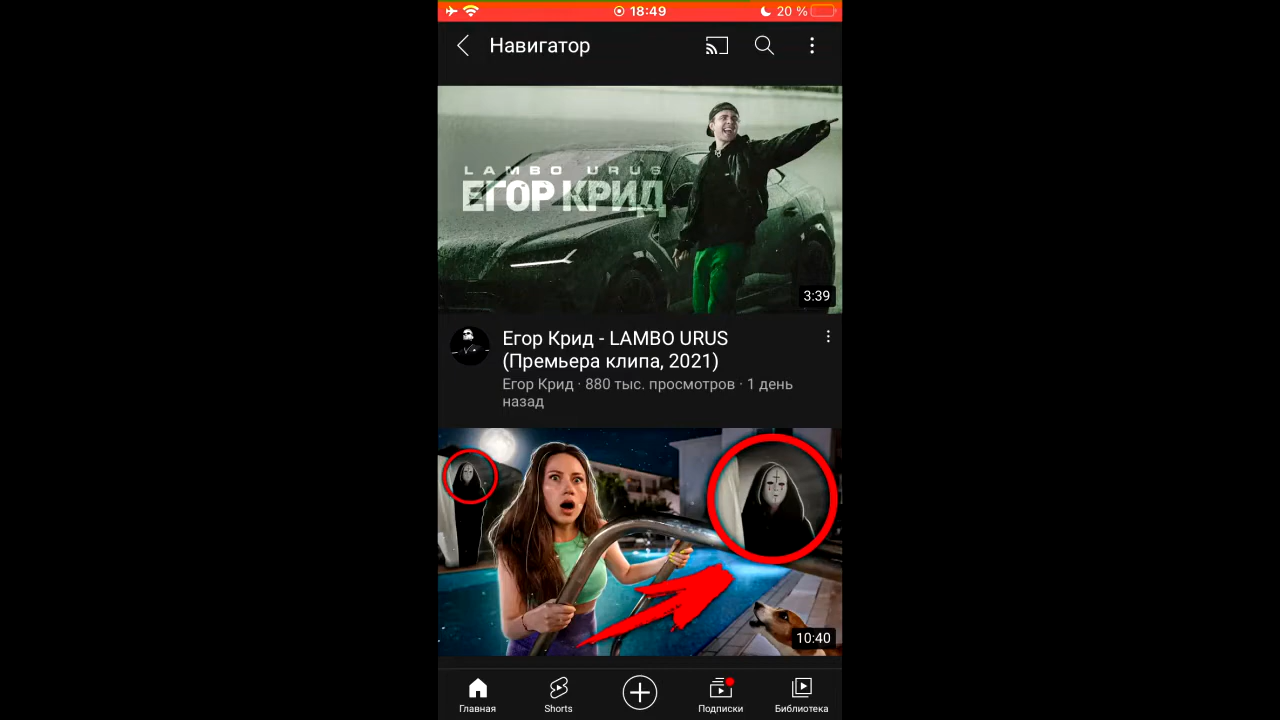 18:49
20 %
Навигатор
LAMBO URUS
ЕГОР КРИД
3:39
Егор Крид - LAMBO URUS
(Премьера клипа, 2021)
Егор Крид · 880 тыс. просмотров · 1 день
назад
10:40
Главная
Shorts
Подписки
Библиотека